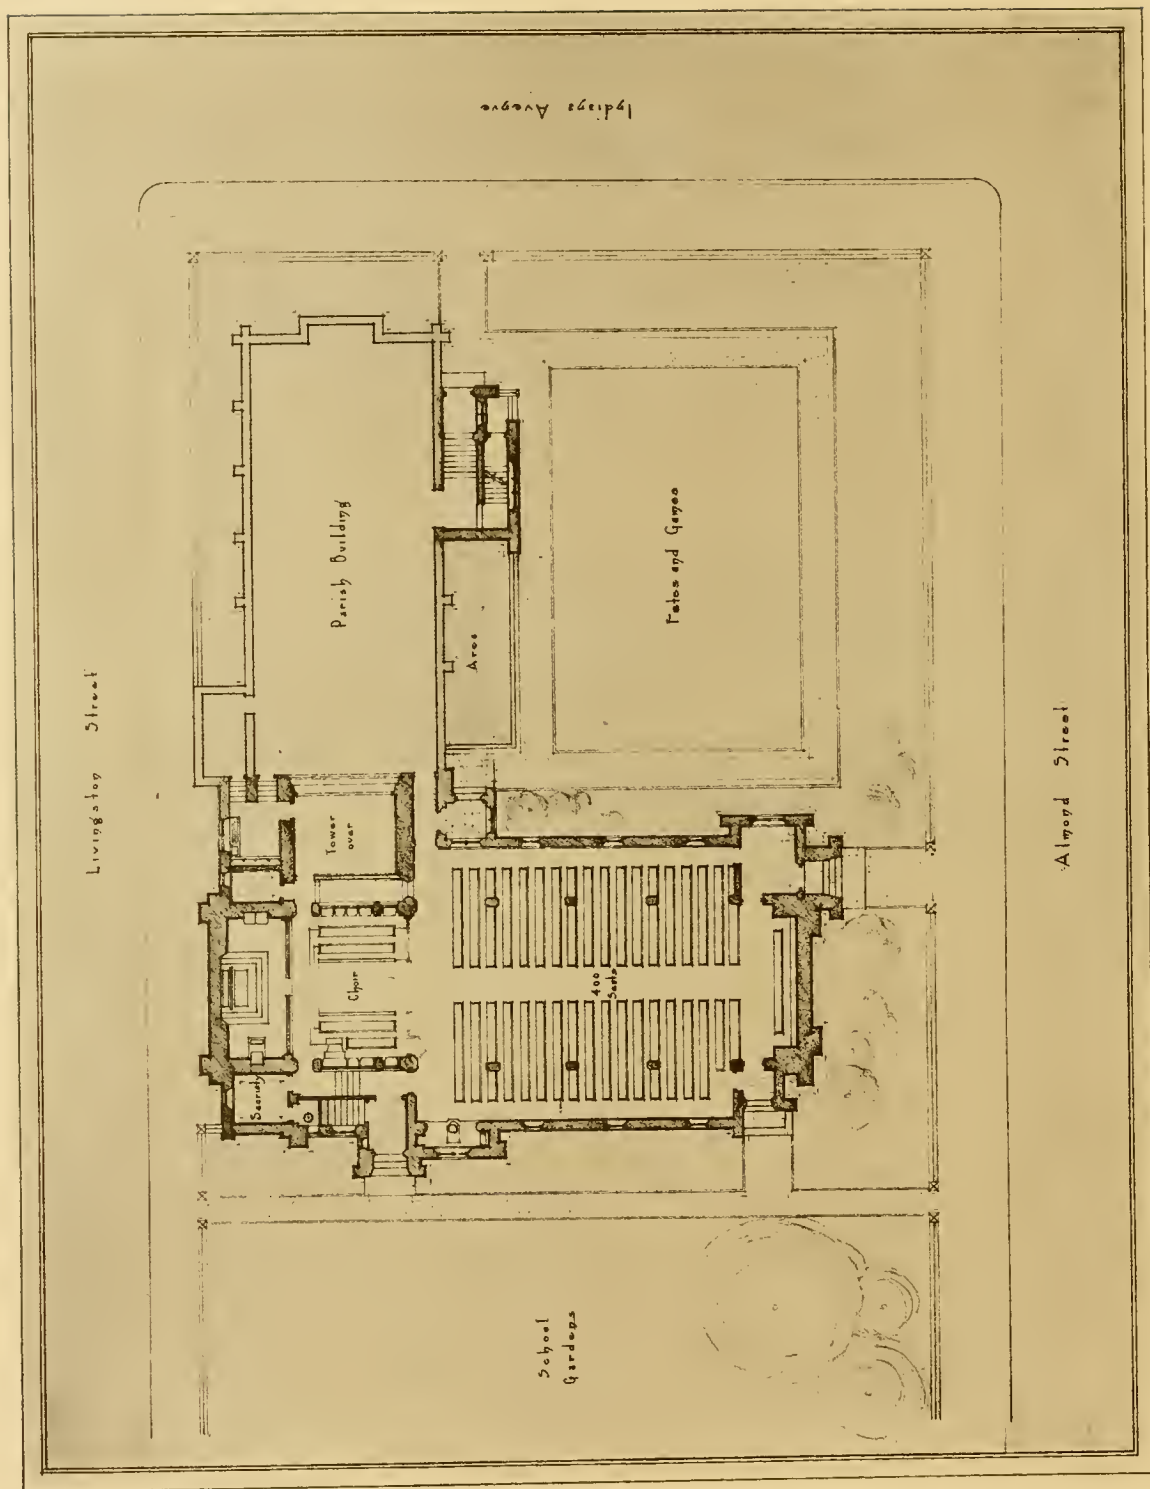 Indiana Avenue
Livingston Street
Parish Building
Area
Fetes and Games
Tower
over
Choir
400
Seats
Sacristy
Almond Street
School
Gardens